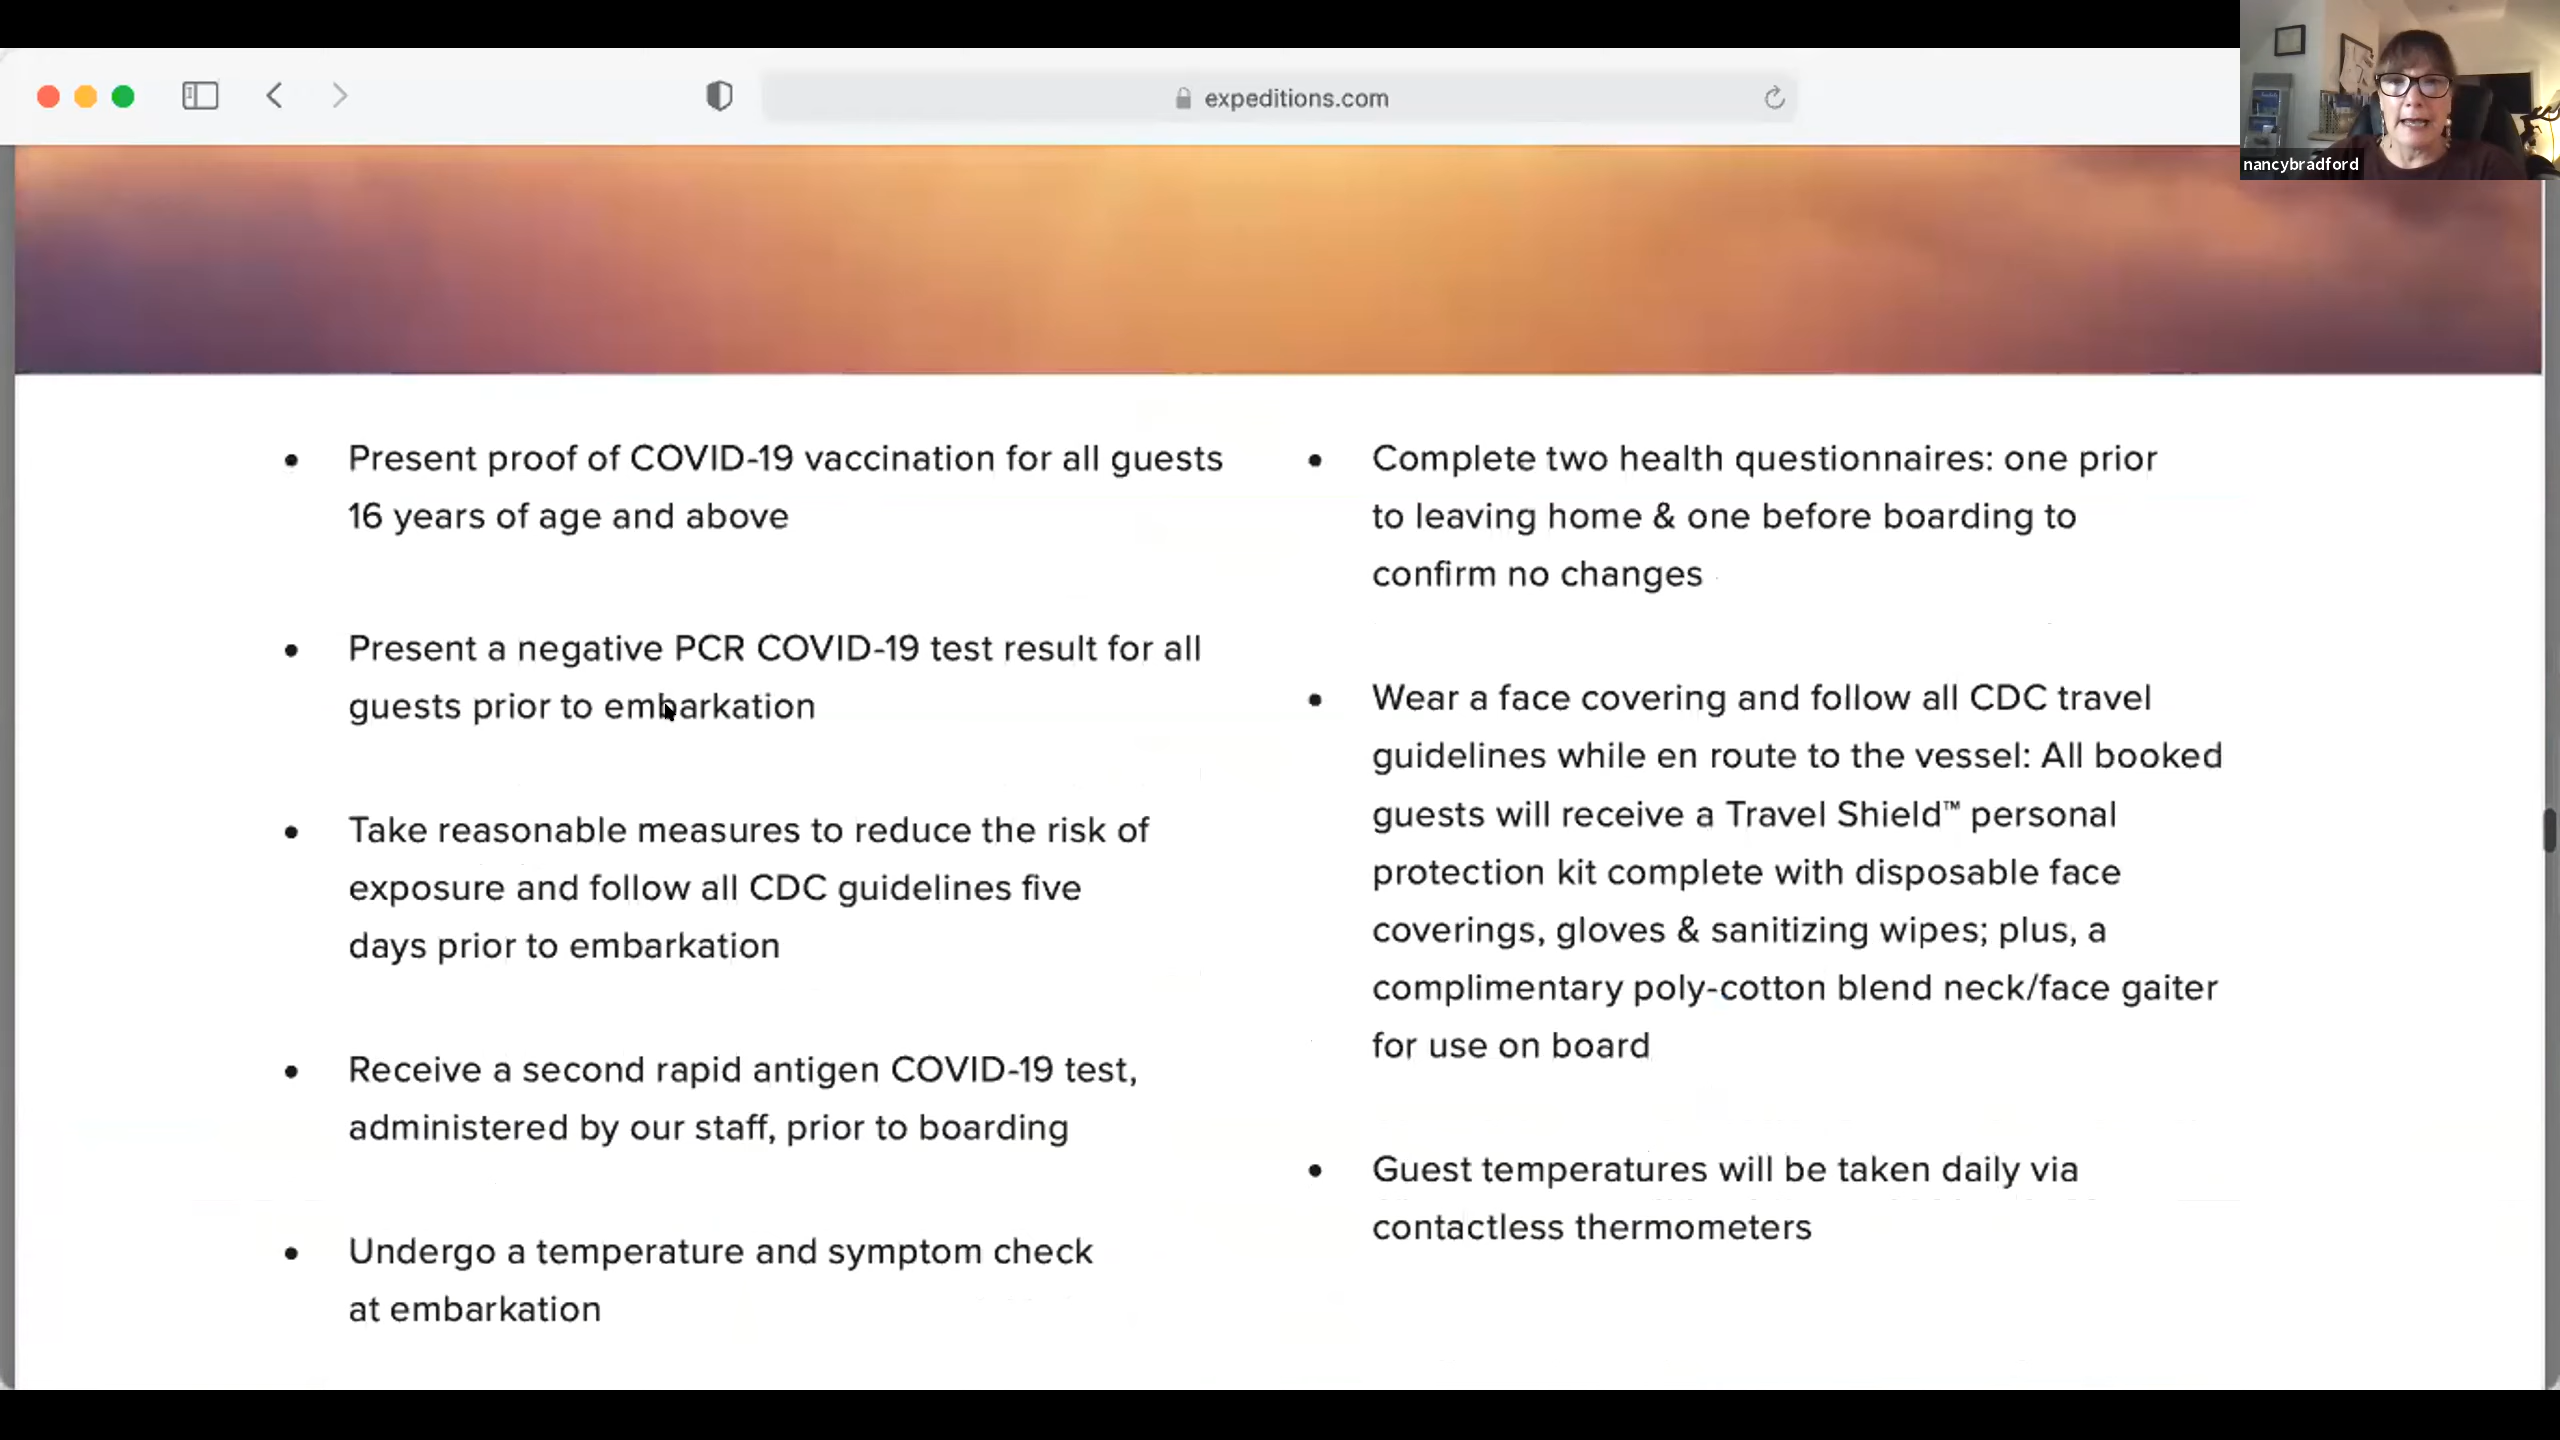 expeditions.com
nancybradford
• Present proof of COVID-19 vaccination for all guests
16 years of age and above
• Present a negative PCR COVID-19 test result for all
guests prior to embarkation
• Take reasonable measures to reduce the risk of
exposure and follow all CDC guidelines five
days prior to embarkation
• Receive a second rapid antigen COVID-19 test,
administered by our staff, prior to boarding
• Undergo a temperature and symptom check
at embarkation
• Complete two health questionnaires: one prior
to leaving home & one before boarding to
confirm no changes
• Wear a face covering and follow all CDC travel
guidelines while en route to the vessel: All booked
guests will receive a Travel Shield™ personal
protection kit complete with disposable face
coverings, gloves & sanitizing wipes; plus, a
complimentary poly-cotton blend neck/face gaiter
for use on board
• Guest temperatures will be taken daily via
contactless thermometers